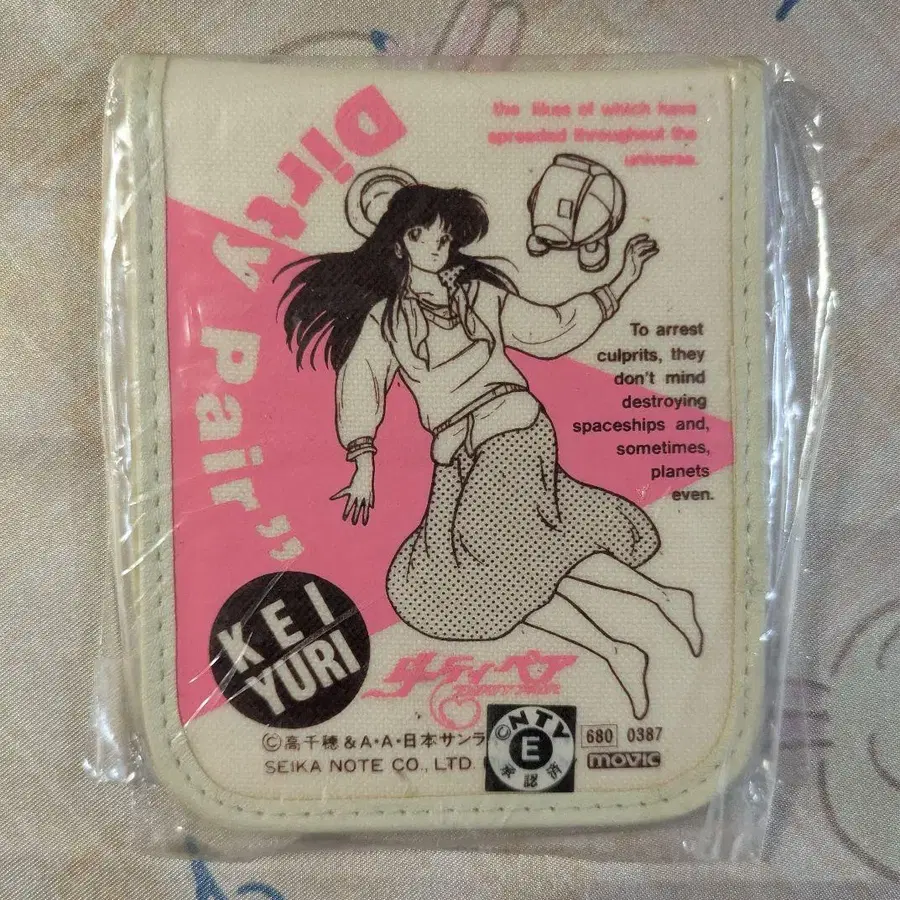 Dirty Pair”
the likes of which have
spreaded throughout the
universe.
To arrest
culprits, they
don't mind
destroying
spaceships and,
sometimes,
planets
even.
KEI
YURI
ダーティペア
©高千穂&A・A・日本サンラ
SEIKA NOTE CO., LTD.
©NTV
E
承認済
680 0387
movic